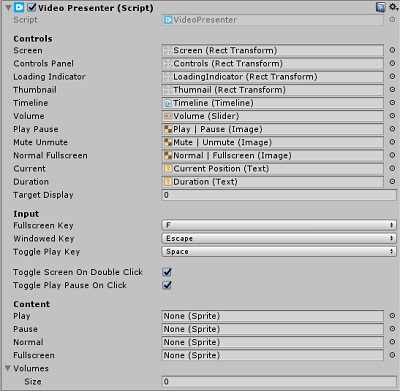 Video Presenter (Script)
Script VideoPresenter
Controls
Screen Screen (Rect Transform)
Controls Panel Controls (Rect Transform)
Loading Indicator LoadingIndicator (Rect Transform)
Thumbnail Thumnail (Rect Transform)
Timeline Timeline (Timeline)
Volume Volume (Slider)
Play Pause Play | Pause (Image)
Mute Unmute Mute | Unmute (Image)
Normal Fullscreen Normal | Fullscreen (Image)
Current Current Position (Text)
Duration Duration (Text)
Target Display 0
Input
Fullscreen Key F
Windowed Key Escape
Toggle Play Key Space
Toggle Screen On Double Click
Toggle Play Pause On Click
Content
Play None (Sprite)
Pause None (Sprite)
Normal None (Sprite)
Fullscreen None (Sprite)
Volumes
Size 0